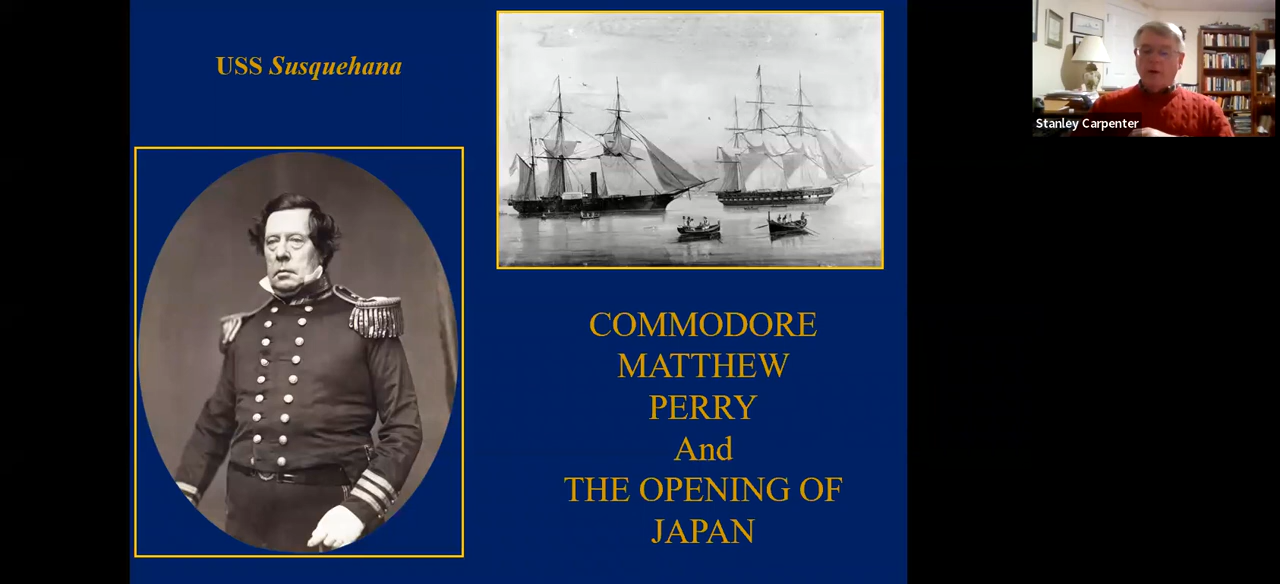 USS Susquehana
COMMODORE
MATTHEW
PERRY
And
THE OPENING OF
JAPAN
Stanley Carpenter